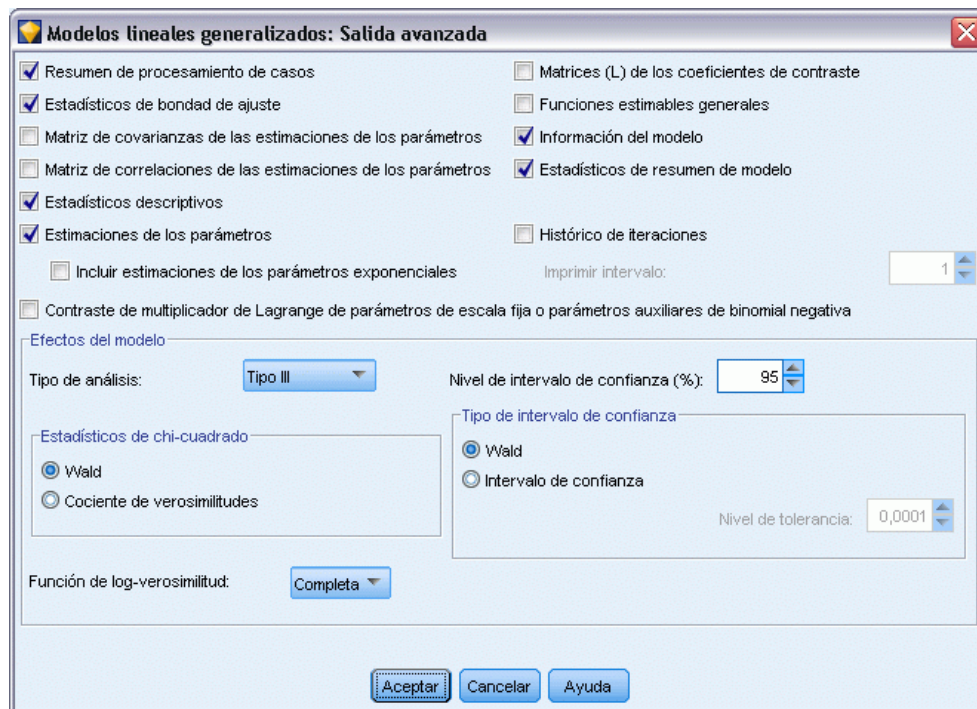 Modelos lineales generalizados: Salida avanzada
Resumen de procesamiento de casos
Matrices (L) de los coeficientes de contraste
Estadísticos de bondad de ajuste
Funciones estimables generales
Matriz de covarianzas de las estimaciones de los parámetros
Información del modelo
Matriz de correlaciones de las estimaciones de los parámetros
Estadísticos de resumen de modelo
Estadísticos descriptivos
Estimaciones de los parámetros
Histórico de iteraciones
Incluir estimaciones de los parámetros exponenciales
Imprimir intervalo: 1
Contraste de multiplicador de Lagrange de parámetros de escala fija o parámetros auxiliares de binomial negativa
Efectos del modelo
Tipo de análisis: Tipo III
Nivel de intervalo de confianza (%): 95
Estadísticos de chi-cuadrado
Wald
Cociente de verosimilitudes
Tipo de intervalo de confianza
Wald
Intervalo de confianza
Nivel de tolerancia: 0,0001
Función de log-verosimilitud: Completa
Aceptar Cancelar Ayuda